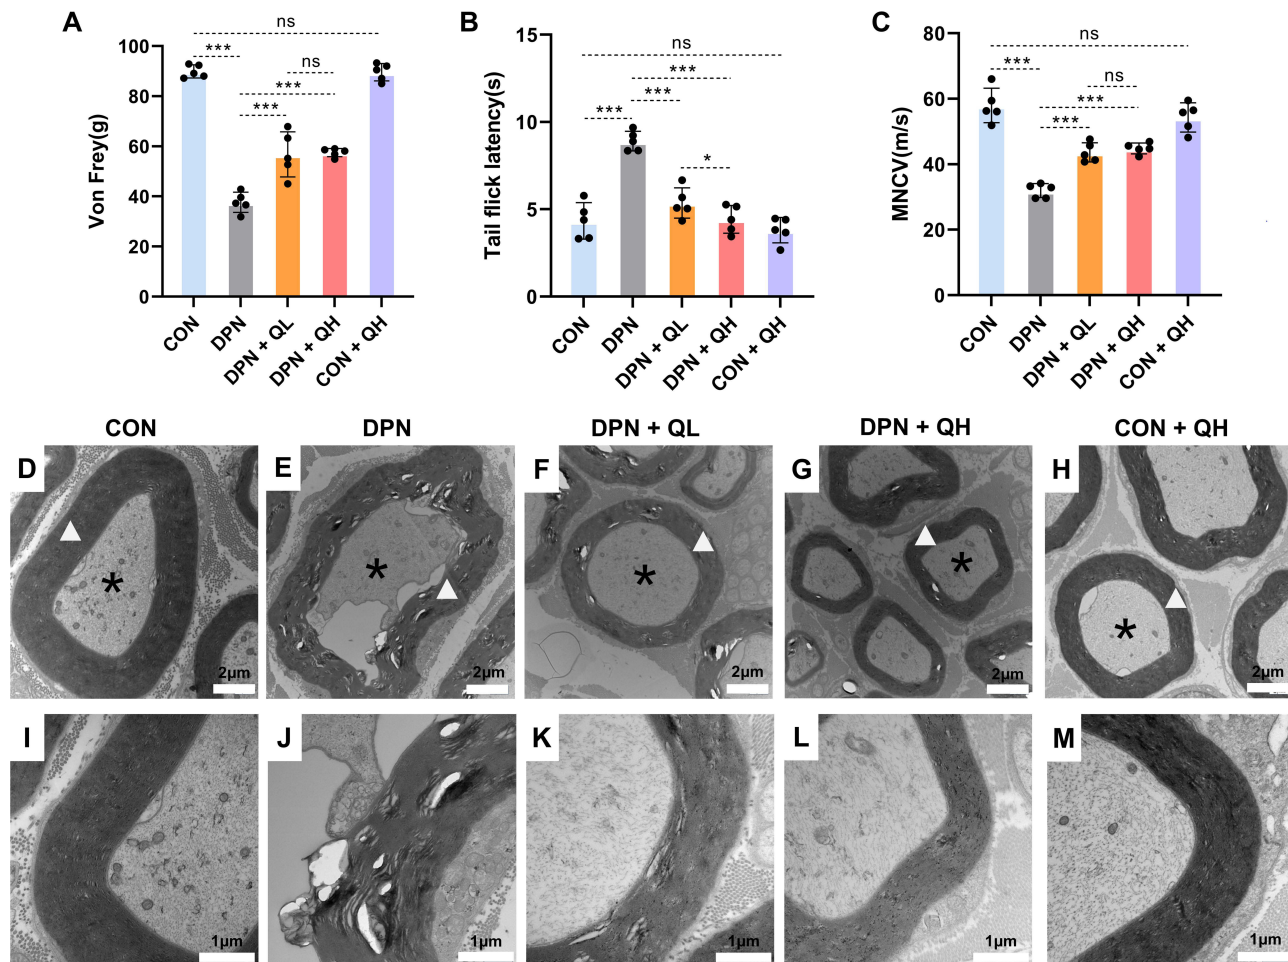 A
Von Frey(g)
100
80
60
40
20
0
ns
***
ns
***
***
CON
DPN
DPN + QL
DPN + QH
CON + QH
B
Tail flick latency(s)
15
10
5
0
ns
***
***
***
*
CON
DPN
DPN + QL
DPN + QH
CON + QH
C
MNCV(m/s)
80
60
40
20
0
ns
***
ns
***
***
CON
DPN
DPN + QL
DPN + QH
CON + QH
CON
DPN
DPN + QL
DPN + QH
CON + QH
D
*
2μm
E
*
2μm
F
*
2μm
G
*
2μm
H
*
2μm
I
1μm
J
1μm
K
1μm
L
1μm
M
1μm